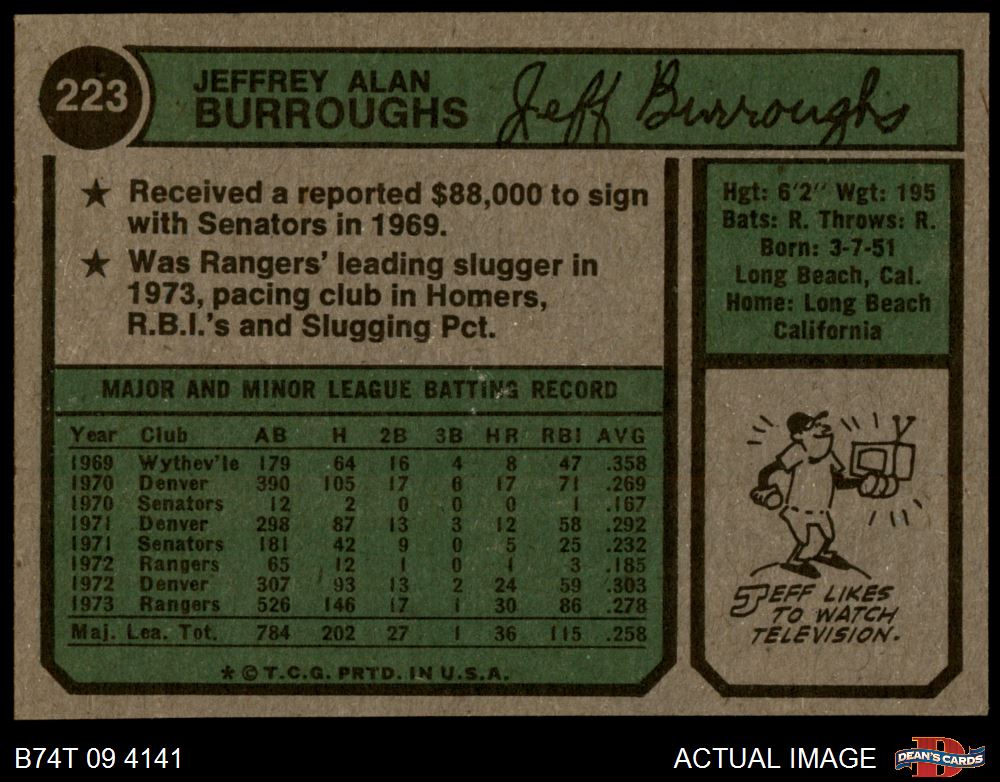 223
JEFFREY ALAN
BURROUGHS
Jeff Burroughs
★ Received a reported $88,000 to sign
with Senators in 1969.
★ Was Rangers' leading slugger in
1973, pacing club in Homers,
R.B.I.'s and Slugging Pct.
Hgt: 6'2" Wgt: 195
Bats: R. Throws: R.
Born: 3-7-51
Long Beach, Cal.
Home: Long Beach
California
MAJOR AND MINOR LEAGUE BATTING RECORD
Year Club AB H 2B 3B HR RBI AVG
1969 Wythev'le 179 64 16 4 8 47 .358
1970 Denver 390 105 17 6 17 71 .269
1970 Senators 12 2 0 0 0 1 .167
1971 Denver 298 87 13 3 12 58 .292
1971 Senators 181 42 9 0 5 25 .232
1972 Rangers 65 12 1 0 1 3 .185
1972 Denver 307 93 13 2 24 59 .303
1973 Rangers 526 146 17 1 30 86 .278
Maj. Lea. Tot. 784 202 27 1 36 115 .258
* © T.C.G. PRTD. IN U.S.A.
JEFF LIKES
TO WATCH
TELEVISION.
B74T 09 4141
ACTUAL IMAGE
DEAN'S CARDS